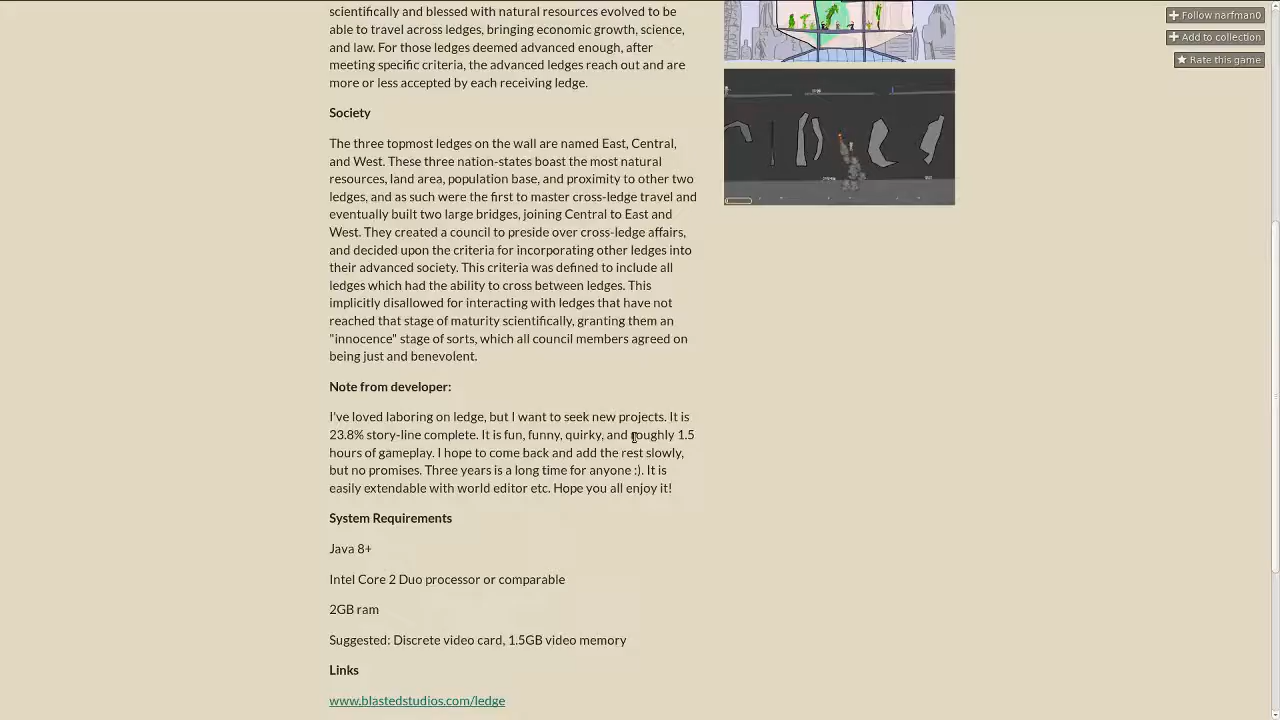 scientifically and blessed with natural resources evolved to be
able to travel across ledges, bringing economic growth, science,
and law. For those ledges deemed advanced enough, after
meeting specific criteria, the advanced ledges reach out and are
more or less accepted by each receiving ledge.
Society
The three topmost ledges on the wall are named East, Central,
and West. These three nation-states boast the most natural
resources, land area, population base, and proximity to other two
ledges, and as such were the first to master cross-ledge travel and
eventually built two large bridges, joining Central to East and
West. They created a council to preside over cross-ledge affairs,
and decided upon the criteria for incorporating other ledges into
their advanced society. This criteria was defined to include all
ledges which had the ability to cross between ledges. This
implicitly disallowed for interacting with ledges that have not
reached that stage of maturity scientifically, granting them an
"innocence" stage of sorts, which all council members agreed on
being just and benevolent.
Note from developer:
I've loved laboring on ledge, but I want to seek new projects. It is
23.8% story-line complete. It is fun, funny, quirky, and roughly 1.5
hours of gameplay. I hope to come back and add the rest slowly,
but no promises. Three years is a long time for anyone :). It is
easily extendable with world editor etc. Hope you all enjoy it!
System Requirements
Java 8+
Intel Core 2 Duo processor or comparable
2GB ram
Suggested: Discrete video card, 1.5GB video memory
Links
www.blastedstudios.com/ledge
Follow narfman0
Add to collection
Rate this game